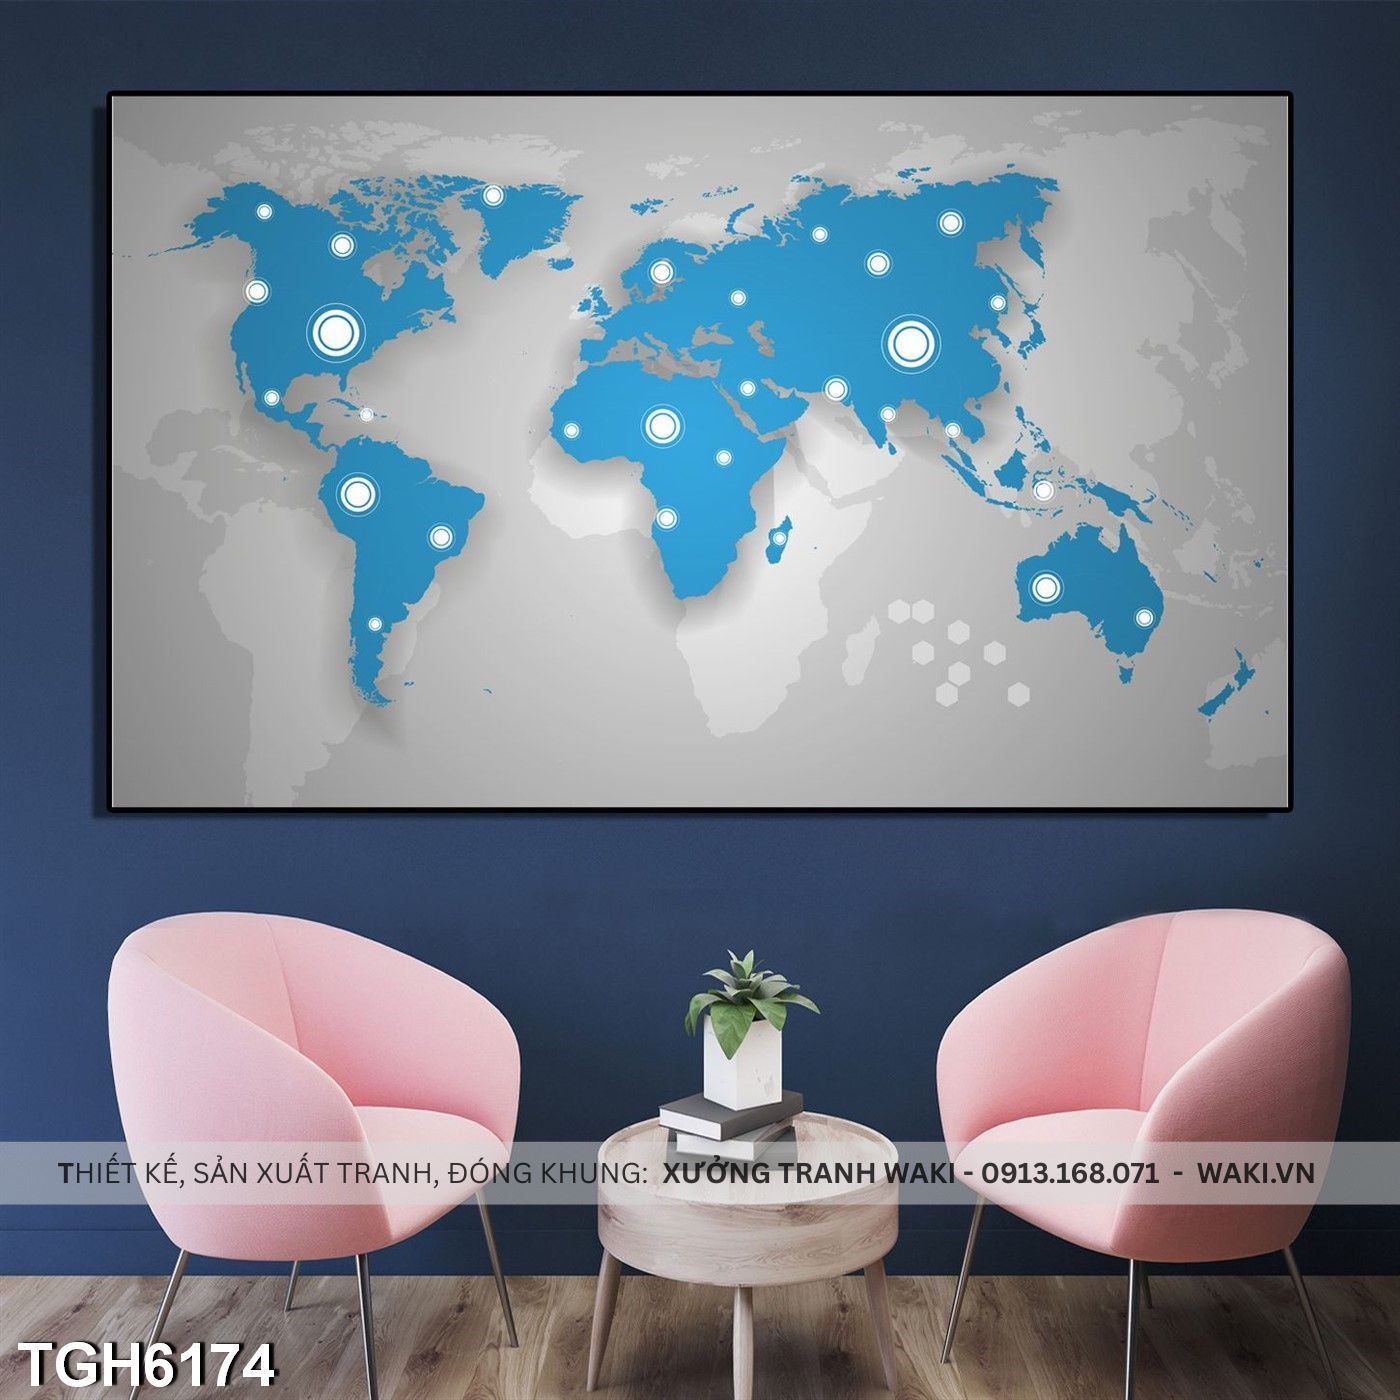 THIẾT KẾ, SẢN XUẤT TRANH, ĐÓNG KHUNG: XƯỞNG TRANH WAKI - 0913.168.071 - WAKI.VN
TGH6174